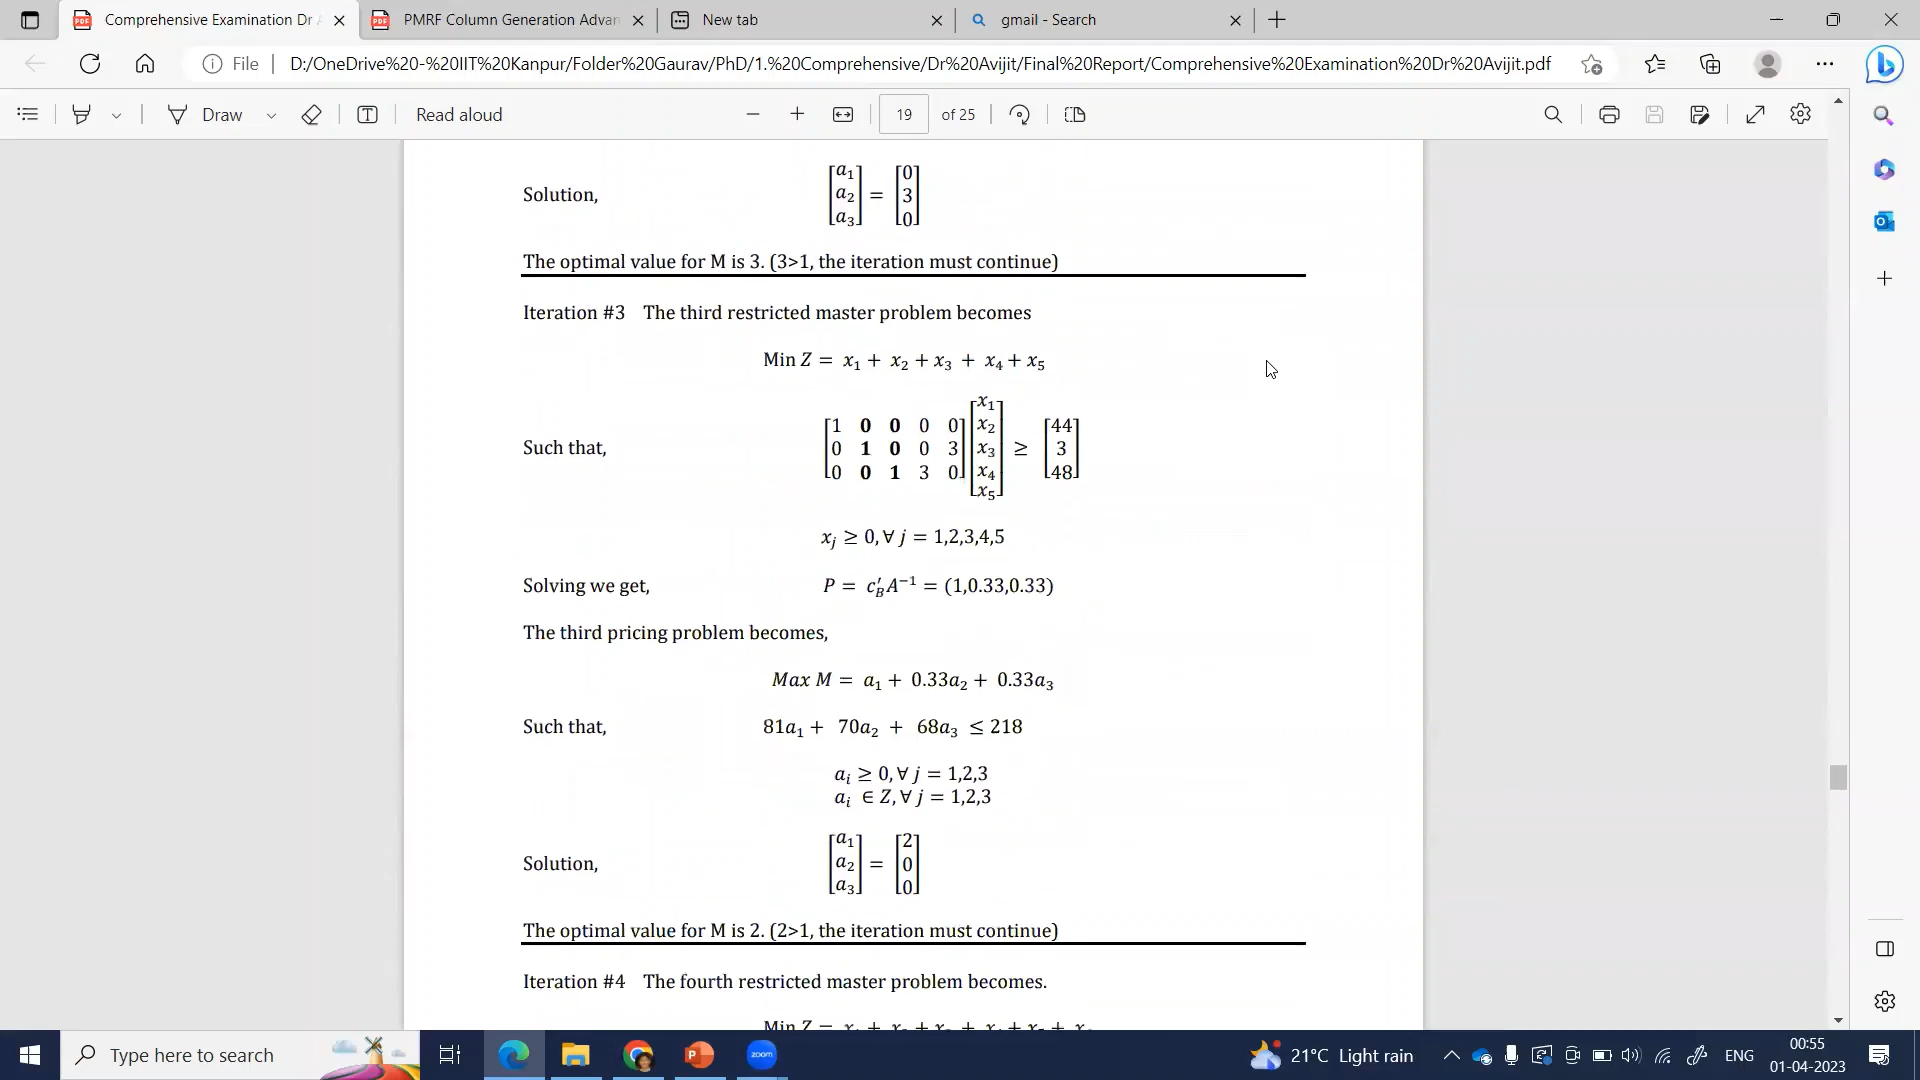 Comprehensive Examination Dr A
PMRF Column Generation Advan
New tab
gmail - Search
File
D:/OneDrive%20-%20IIT%20Kanpur/Folder%20Gaurav/PhD/1.%20Comprehensive/Dr%20Avijit/Final%20Report/Comprehensive%20Examination%20Dr%20Avijit.pdf
Draw
Read aloud
19 of 25
Solution, [a₁ a₂ a₃] = [0 3 0]
The optimal value for M is 3. (3>1, the iteration must continue)
Iteration #3 The third restricted master problem becomes
Min Z = x₁ + x₂ + x₃ + x₄ + x₅
Such that, [1 0 0 0 0; 0 1 0 0 3; 0 0 1 3 0] [x₁ x₂ x₃ x₄ x₅] ≥ [44 3 48]
xⱼ ≥ 0, ∀ j = 1,2,3,4,5
Solving we get, P = c′_B A⁻¹ = (1,0.33,0.33)
The third pricing problem becomes,
Max M = a₁ + 0.33a₂ + 0.33a₃
Such that, 81a₁ + 70a₂ + 68a₃ ≤ 218
aᵢ ≥ 0, ∀ j = 1,2,3
aᵢ ∈ Z, ∀ j = 1,2,3
Solution, [a₁ a₂ a₃] = [2 0 0]
The optimal value for M is 2. (2>1, the iteration must continue)
Iteration #4 The fourth restricted master problem becomes.
Min Z =
Type here to search
zoom
21°C Light rain
ENG
00:55
01-04-2023